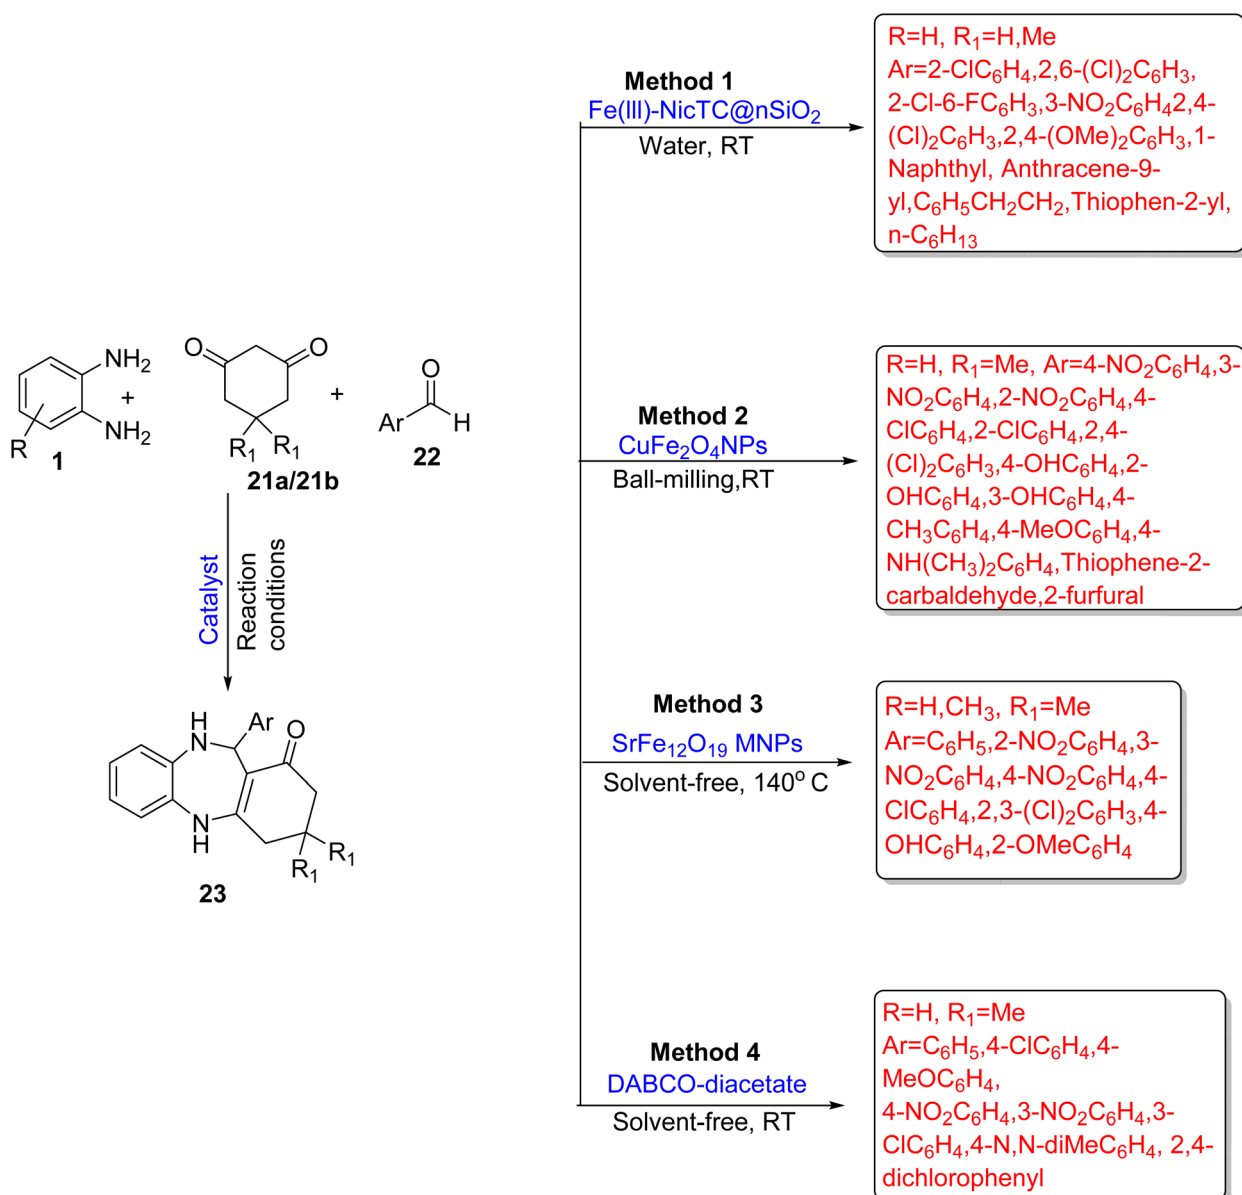 NH2
NH2
R
1
+
O
O
R1
R1
21a/21b
+
O
Ar
H
22
Catalyst
Reaction
conditions
H
N
Ar
O
N
H
R1
R1
23
Method 1
Fe(III)-NicTC@nSiO2
Water, RT
R=H, R1=H,Me
Ar=2-ClC6H4,2,6-(Cl)2C6H3,
2-Cl-6-FC6H3,3-NO2C6H42,4-
(Cl)2C6H3,2,4-(OMe)2C6H3,1-
Naphthyl, Anthracene-9-
yl,C6H5CH2CH2,Thiophen-2-yl,
n-C6H13
Method 2
CuFe2O4NPs
Ball-milling,RT
R=H, R1=Me, Ar=4-NO2C6H4,3-
NO2C6H4,2-NO2C6H4,4-
ClC6H4,2-ClC6H4,2,4-
(Cl)2C6H3,4-OHC6H4,2-
OHC6H4,3-OHC6H4,4-
CH3C6H4,4-MeOC6H4,4-
NH(CH3)2C6H4,Thiophene-2-
carbaldehyde,2-furfural
Method 3
SrFe12O19 MNPs
Solvent-free, 140o C
R=H,CH3, R1=Me
Ar=C6H5,2-NO2C6H4,3-
NO2C6H4,4-NO2C6H4,4-
ClC6H4,2,3-(Cl)2C6H3,4-
OHC6H4,2-OMeC6H4
Method 4
DABCO-diacetate
Solvent-free, RT
R=H, R1=Me
Ar=C6H5,4-ClC6H4,4-
MeOC6H4,
4-NO2C6H4,3-NO2C6H4,3-
ClC6H4,4-N,N-diMeC6H4, 2,4-
dichlorophenyl